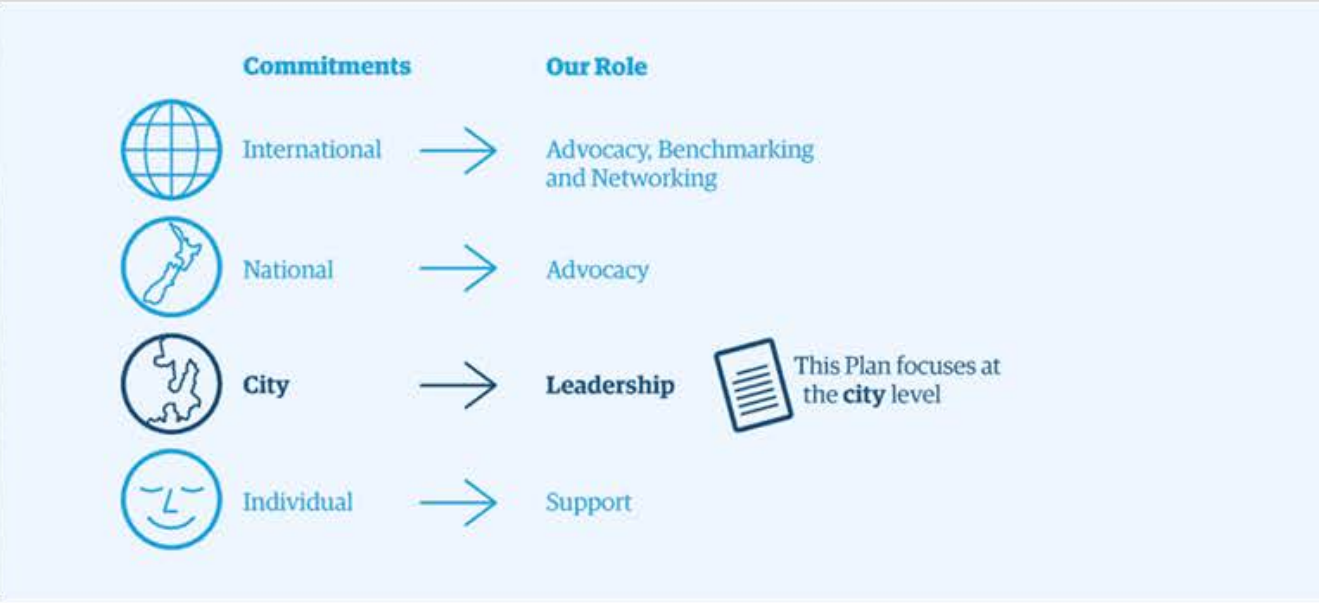 Commitments
Our Role
International
Advocacy, Benchmarking
and Networking
National
Advocacy
City
Leadership
This Plan focuses at
the city level
Individual
Support